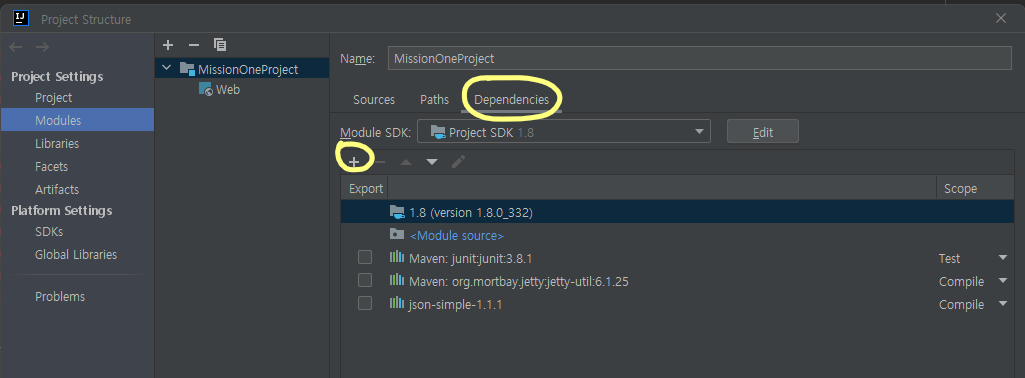 IJ
Project Structure
Project Settings
Project
Modules
Libraries
Facets
Artifacts
Platform Settings
SDKs
Global Libraries
Problems
MissionOneProject
Web
Name: MissionOneProject
Sources Paths Dependencies
Module SDK: Project SDK 1.8 Edit
Export Scope
1.8 (version 1.8.0_332)
<Module source>
Maven: junit:junit:3.8.1 Test
Maven: org.mortbay.jetty:jetty-util:6.1.25 Compile
json-simple-1.1.1 Compile